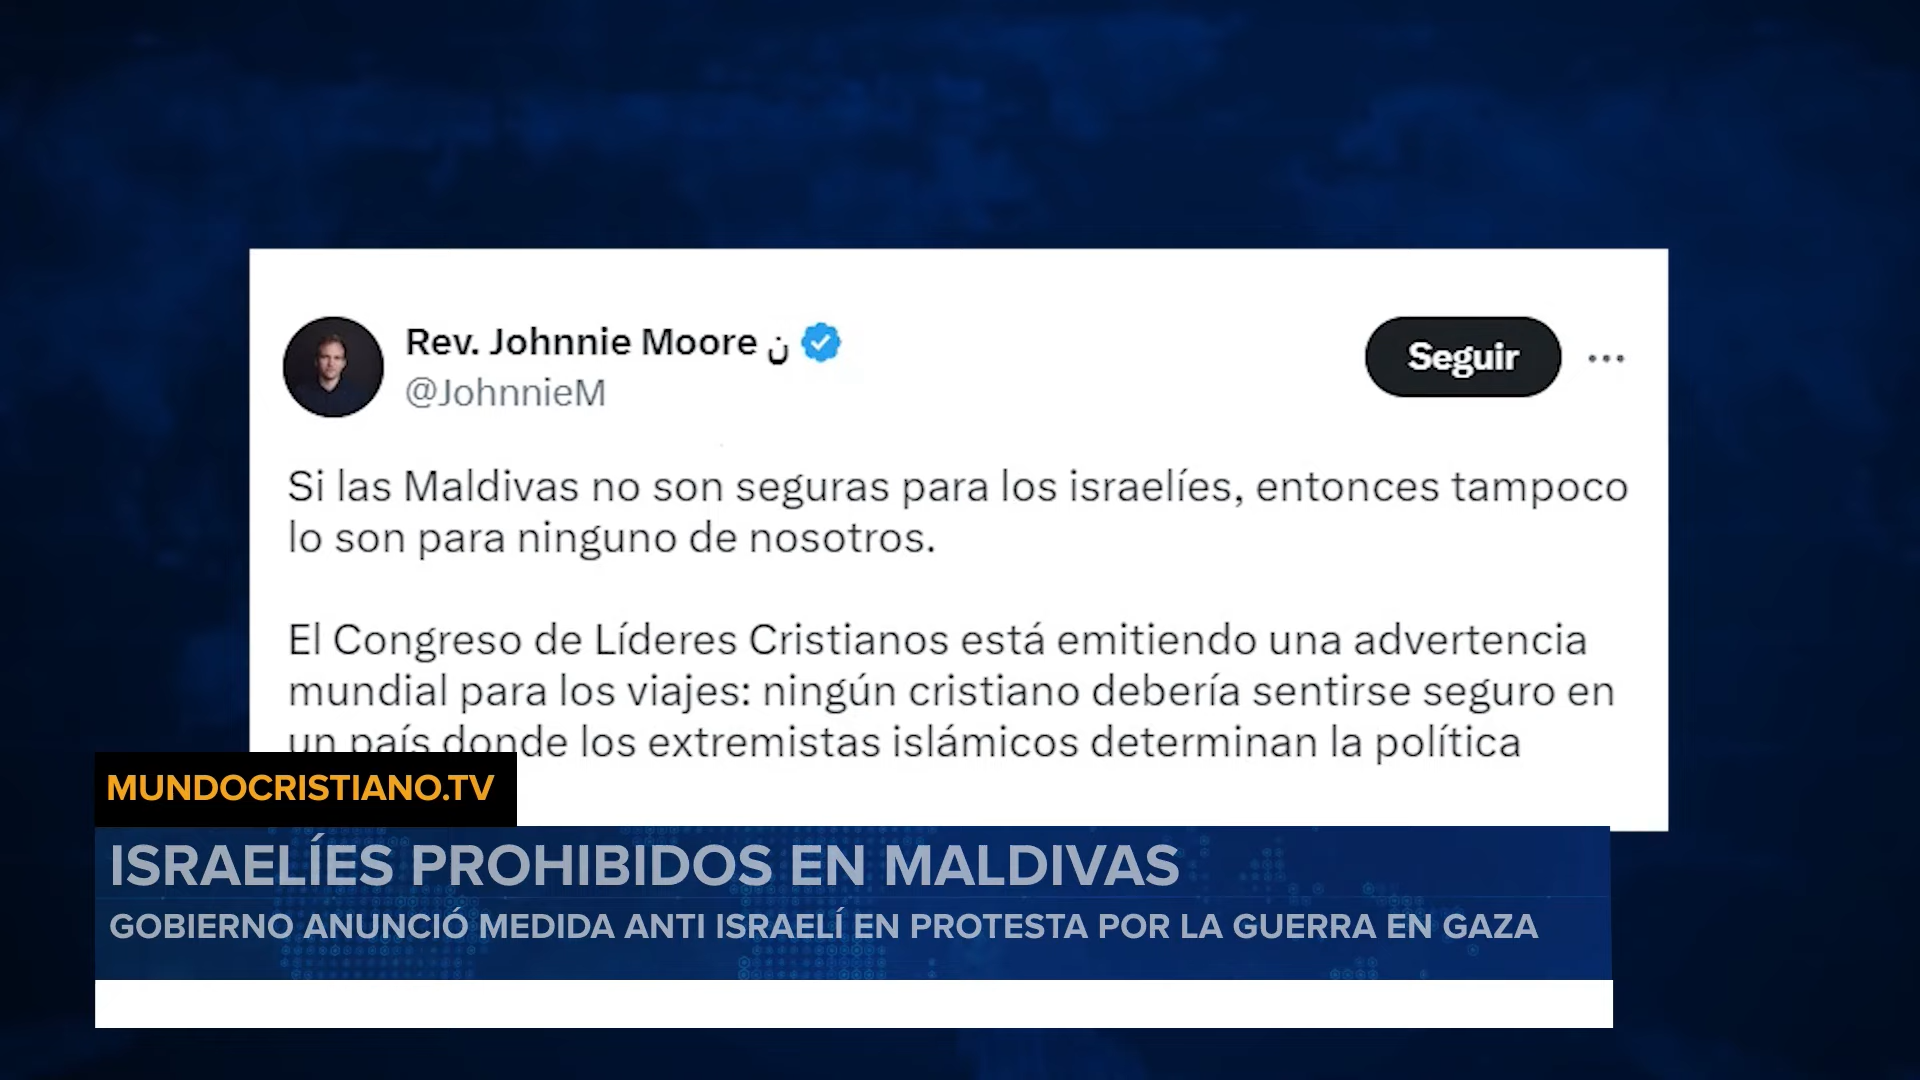 Rev. Johnnie Moore ن
@JohnnieM
Seguir
Si las Maldivas no son seguras para los israelíes, entonces tampoco
lo son para ninguno de nosotros.
El Congreso de Líderes Cristianos está emitiendo una advertencia
mundial para los viajes: ningún cristiano debería sentirse seguro en
un país donde los extremistas islámicos determinan la política
MUNDOCRISTIANO.TV
ISRAELÍES PROHIBIDOS EN MALDIVAS
GOBIERNO ANUNCIÓ MEDIDA ANTI ISRAELÍ EN PROTESTA POR LA GUERRA EN GAZA